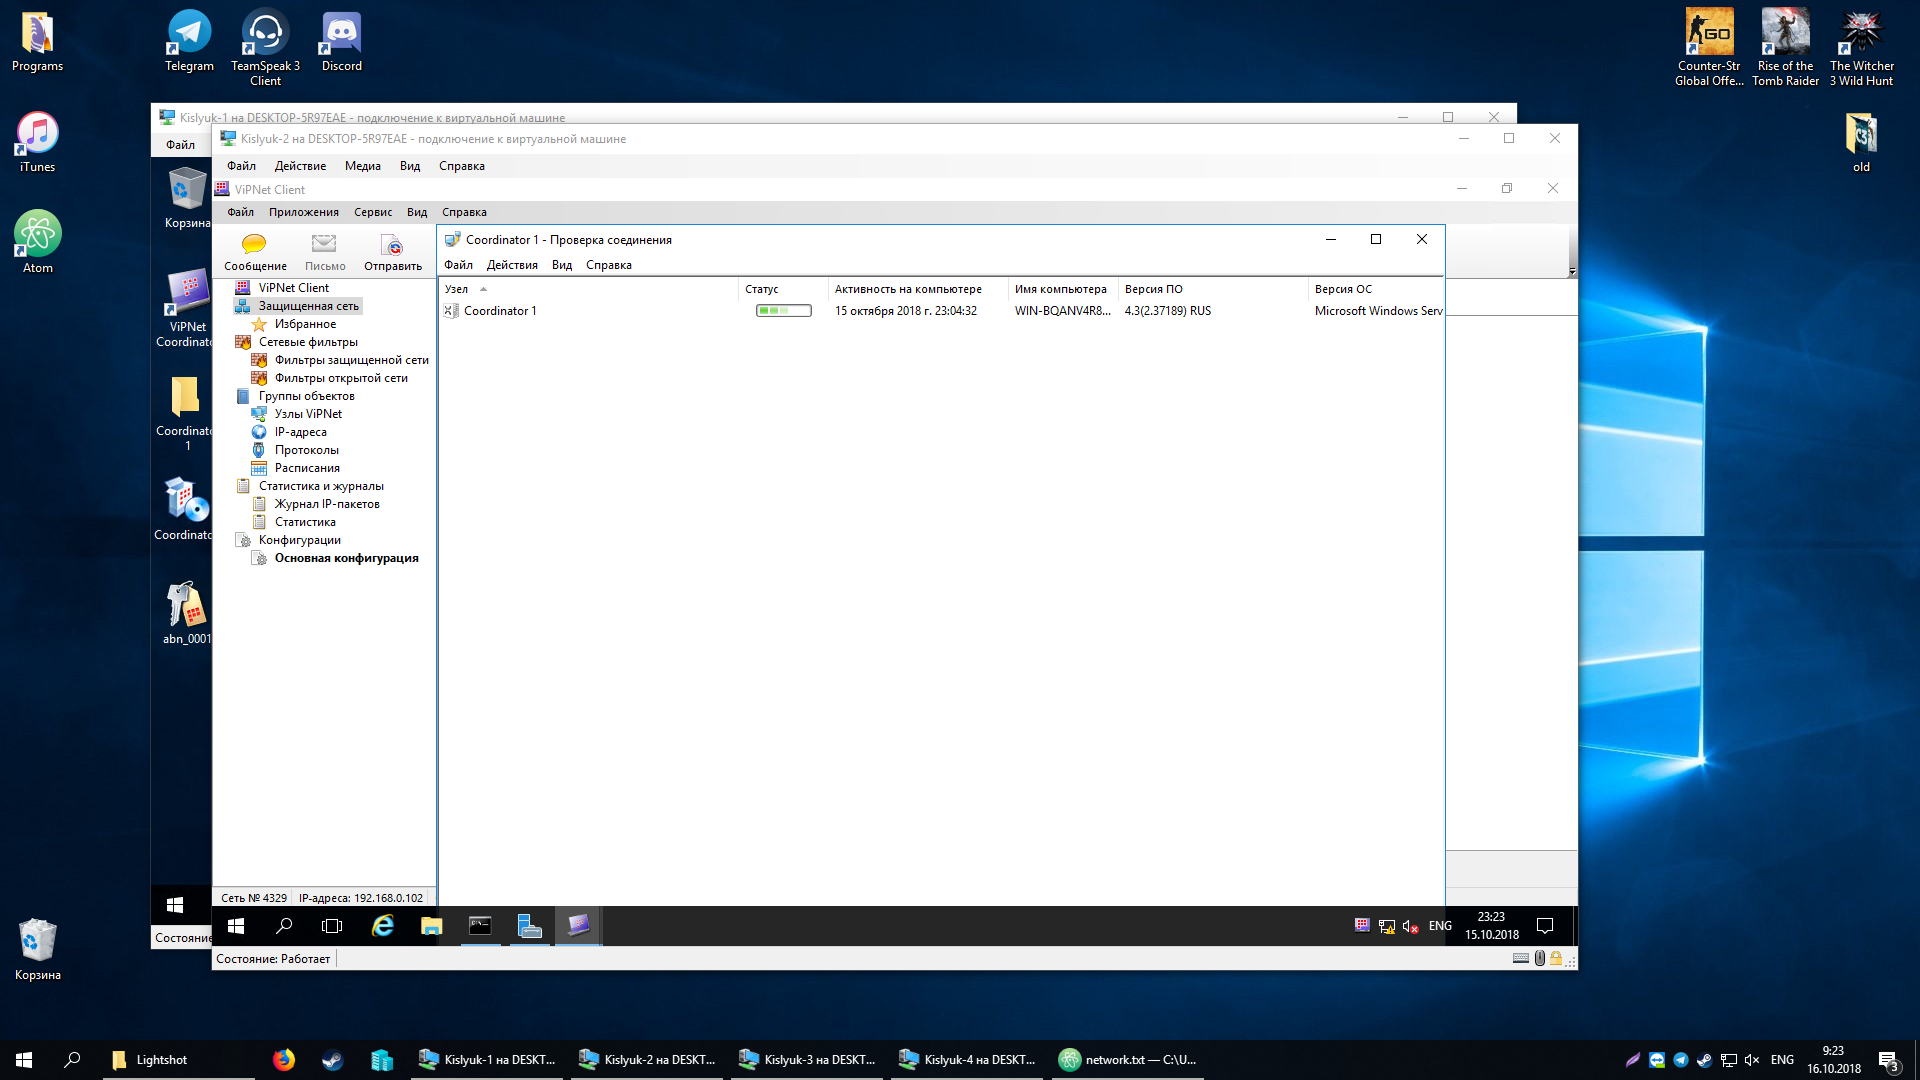 Programs
Telegram
TeamSpeak 3
Client
Discord
Counter-Str
Global Offe...
Rise of the
Tomb Raider
The Witcher
3 Wild Hunt
iTunes
old
Atom
Корзина
Kislyuk-1 на DESKTOP-5R97EAE - подключение к виртуальной машине
Файл
Корзина
ViPNet
Coordinato
Coordinato
1
Coordinato
abn_0001
Состояние
Kislyuk-2 на DESKTOP-5R97EAE - подключение к виртуальной машине
Файл Действие Медиа Вид Справка
ViPNet Client
Файл Приложения Сервис Вид Справка
Сообщение Письмо Отправить
ViPNet Client
Защищенная сеть
Избранное
Сетевые фильтры
Фильтры защищенной сети
Фильтры открытой сети
Группы объектов
Узлы ViPNet
IP-адреса
Протоколы
Расписания
Статистика и журналы
Журнал IP-пакетов
Статистика
Конфигурации
Основная конфигурация
Сеть № 4329 IP-адреса: 192.168.0.102
Coordinator 1 - Проверка соединения
Файл Действия Вид Справка
Узел Статус Активность на компьютере Имя компьютера Версия ПО Версия ОС
Coordinator 1 15 октября 2018 г. 23:04:32 WIN-BQANV4R8... 4.3(2.37189) RUS Microsoft Windows Serv
ENG
23:23
15.10.2018
Состояние: Работает
Lightshot
Kislyuk-1 на DESKT...
Kislyuk-2 на DESKT...
Kislyuk-3 на DESKT...
Kislyuk-4 на DESKT...
network.txt — C:\U...
ENG
9:23
16.10.2018
3